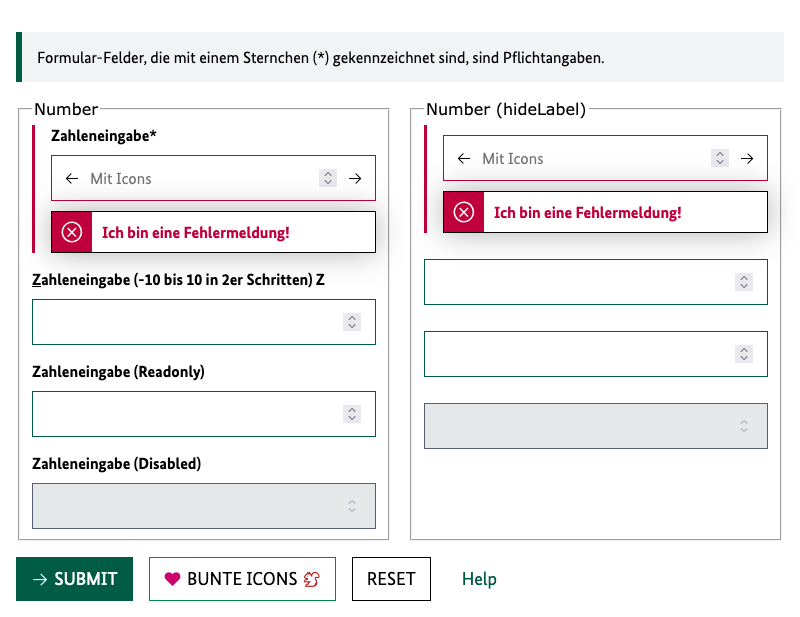 Formular-Felder, die mit einem Sternchen (*) gekennzeichnet sind, sind Pflichtangaben.
Number
Zahleneingabe*
Mit Icons
Ich bin eine Fehlermeldung!
Zahleneingabe (-10 bis 10 in 2er Schritten) Z
Zahleneingabe (Readonly)
Zahleneingabe (Disabled)
Number (hideLabel)
Mit Icons
Ich bin eine Fehlermeldung!
SUBMIT
BUNTE ICONS
RESET
Help